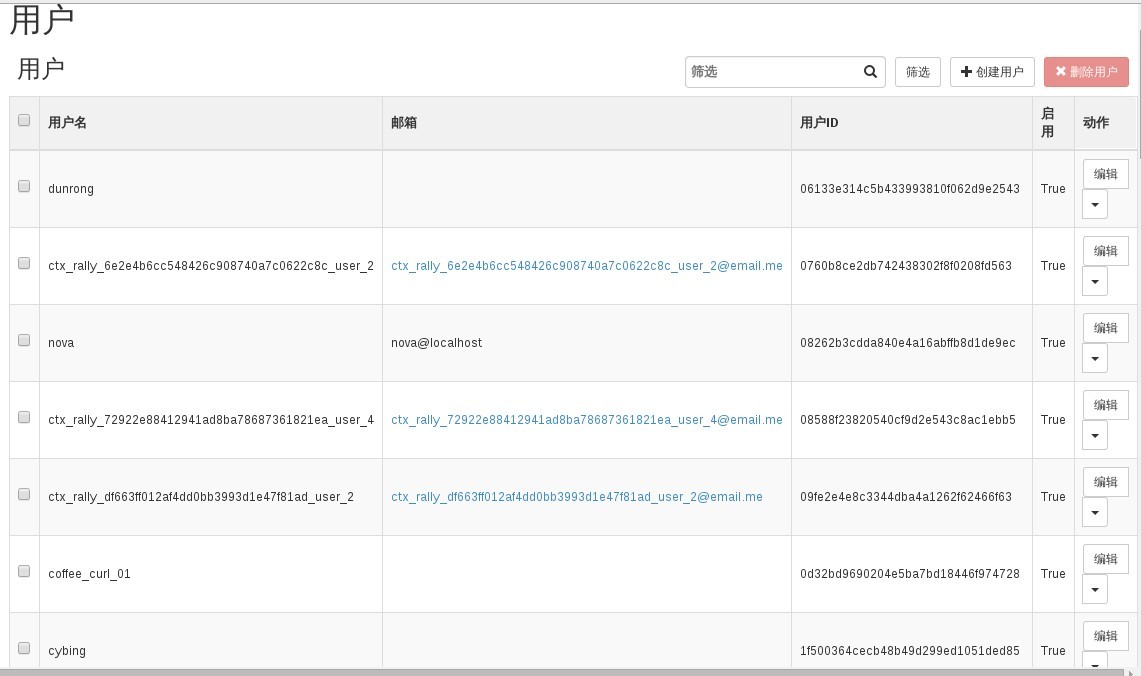 用户
用户
筛选 筛选 创建用户 删除用户
用户名 邮箱 用户ID 启用 动作
dunrong 06133e314c5b433993810f062d9e2543 True 编辑
ctx_rally_6e2e4b6cc548426c908740a7c0622c8c_user_2 ctx_rally_6e2e4b6cc548426c908740a7c0622c8c_user_2@email.me 0760b8ce2db742438302f8f0208fd563 True 编辑
nova nova@localhost 08262b3cdda840e4a16abffb8d1de9ec True 编辑
ctx_rally_72922e88412941ad8ba78687361821ea_user_4 ctx_rally_72922e88412941ad8ba78687361821ea_user_4@email.me 08588f23820540cf9d2e543c8ac1ebb5 True 编辑
ctx_rally_df663ff012af4dd0bb3993d1e47f81ad_user_2 ctx_rally_df663ff012af4dd0bb3993d1e47f81ad_user_2@email.me 09fe2e4e8c3344dba4a1262f62466f63 True 编辑
coffee_curl_01 0d32bd9690204e5ba7bd18446f974728 True 编辑
cybing 1f500364cecb48b49d299ed1051ded85 True 编辑